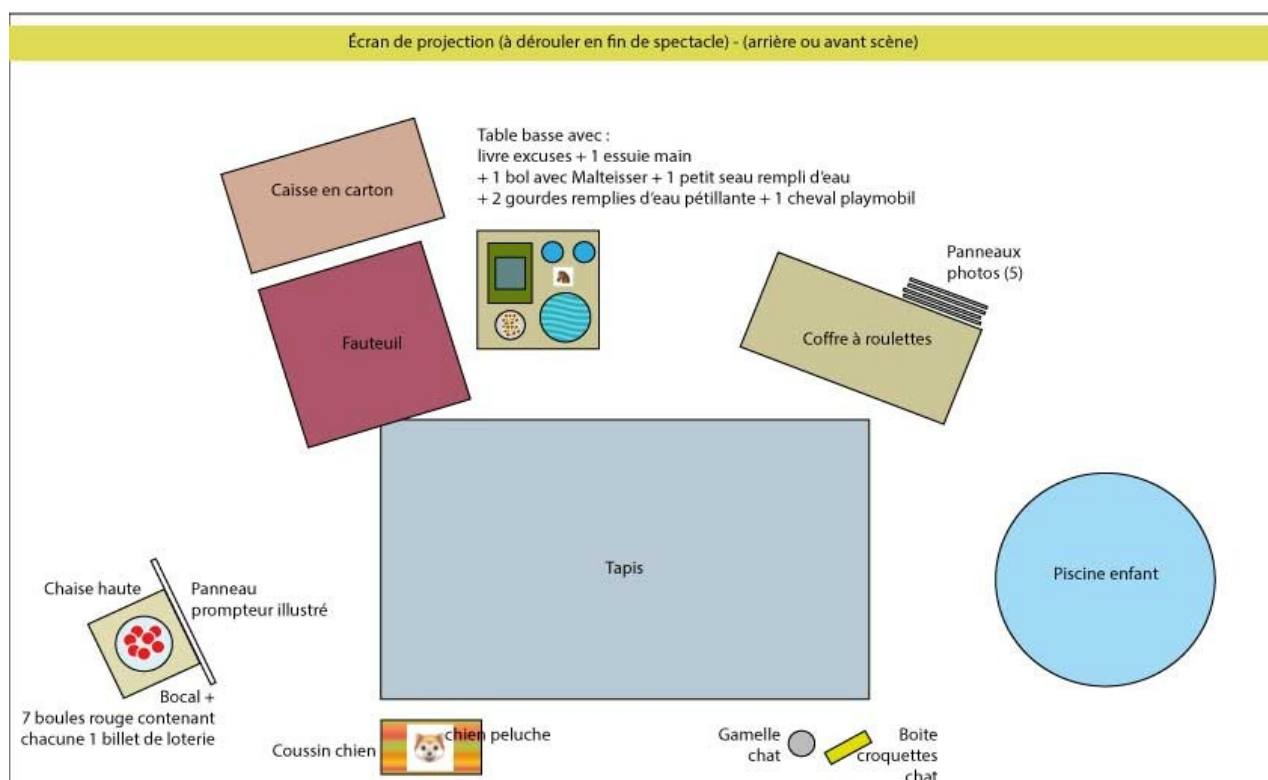 Écran de projection (à dérouler en fin de spectacle) - (arrière ou avant scène)
Table basse avec :
livre excuses + 1 essuie main
+ 1 bol avec Malteisser + 1 petit seau rempli d'eau
+ 2 gourdes remplies d'eau pétillante + 1 cheval playmobil
Caisse en carton
Panneaux
photos (5)
Fauteuil
Coffre à roulettes
Tapis
Piscine enfant
Chaise haute
Panneau
prompteur illustré
Bocal +
7 boules rouge contenant
chacune 1 billet de loterie
Coussin chien
chien peluche
Gamelle
chat
Boite
croquettes
chat